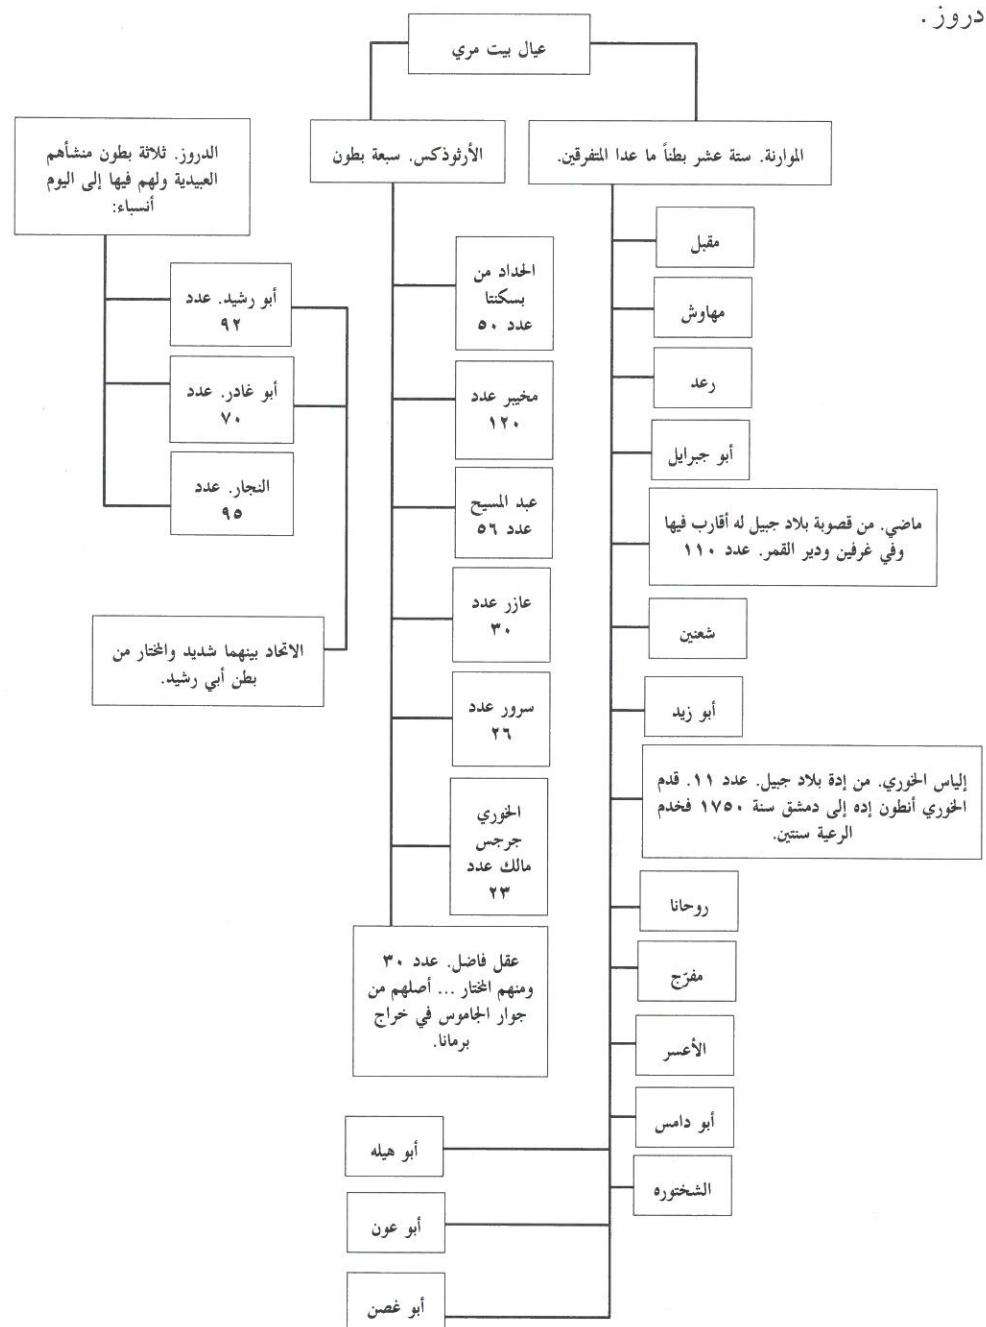 دروز.
عيال بيت مري
الموارنة. ستة عشر بطناً ما عدا المتفرقين.
مقبل
مهاوش
رعد
أبو جبرايل
ماضي. من قصوبة بلاد جبيل له أقارب فيها
وفي غرفين ودير القمر. عدد ١١٠
شعنين
أبو زيد
إلياس الخوري. من إدة بلاد جبيل. عدد ١١. قدم
الخوري أنطون إده إلى دمشق سنة ١٧٥٠ فخدم
الرعية سنتين.
روحانا
مفرّج
الأعسر
أبو دامس
الشختوره
أبو هيله
أبو عون
أبو غصن
الأرثوذكس. سبعة بطون
الحداد من
بسكنتا
عدد ٥٠
مخيبر عدد
١٢٠
عبد المسيح
عدد ٥٦
عازر عدد
٣٠
سرور عدد
٢٦
الخوري
جرجس
مالك عدد
٢٣
عقل فاضل. عدد ٣٠
ومنهم المختار ... أصلهم من
جوار الجاموس في خراج
برمانا.
الدروز. ثلاثة بطون منشأهم
العبيدية ولهم فيها إلى اليوم
أنسباء:
أبو رشيد. عدد
٩٢
أبو غادر. عدد
٧٠
النجار. عدد
٩٥
الاتحاد بينهما شديد والمختار من
بطن أبي رشيد.